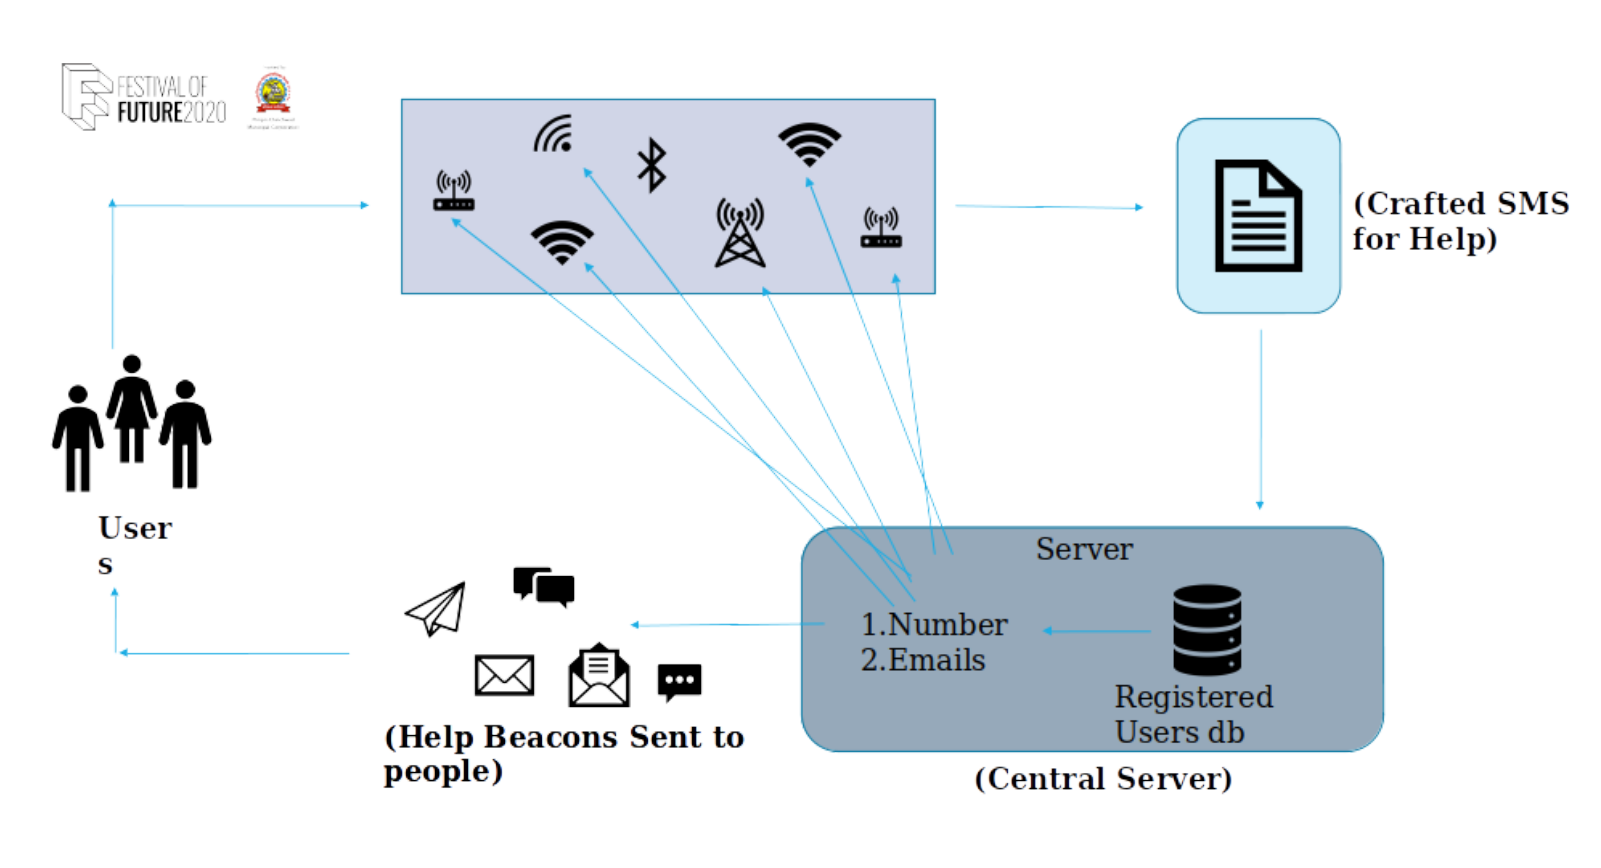 FESTIVAL OF
FUTURE2020
(Crafted SMS
for Help)
User
s
Server
1.Number
2.Emails
Registered
Users db
(Help Beacons Sent to
people)
(Central Server)